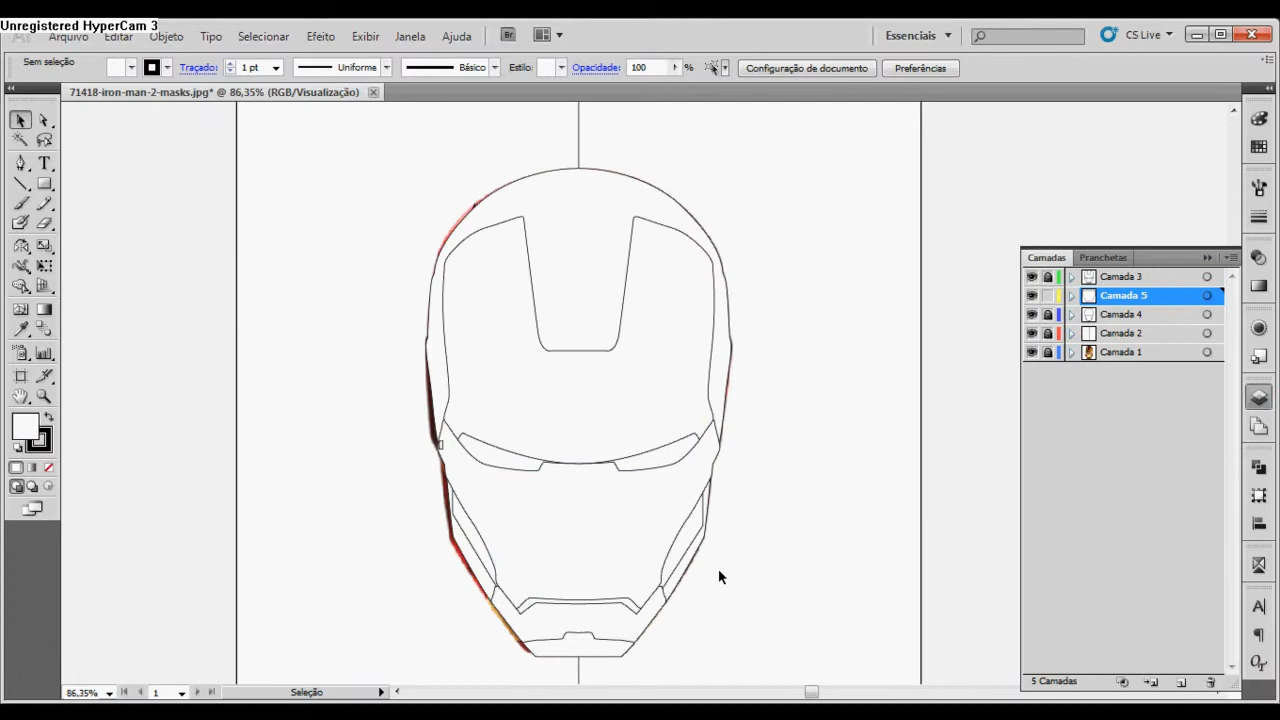 Unregistered HyperCam 3
Arquivo Editar Objeto Tipo Selecionar Efeito Exibir Janela Ajuda Br Essenciais CS Live
Sem seleção Traçado: 1 pt Uniforme Básico Estilo: Opacidade: 100 % Configuração de documento Preferências
71418-iron-man-2-masks.jpg* @ 86,35% (RGB/Visualização)
Camadas Pranchetas
Camada 3
Camada 5
Camada 4
Camada 2
Camada 1
5 Camadas
86,35% 1 Seleção